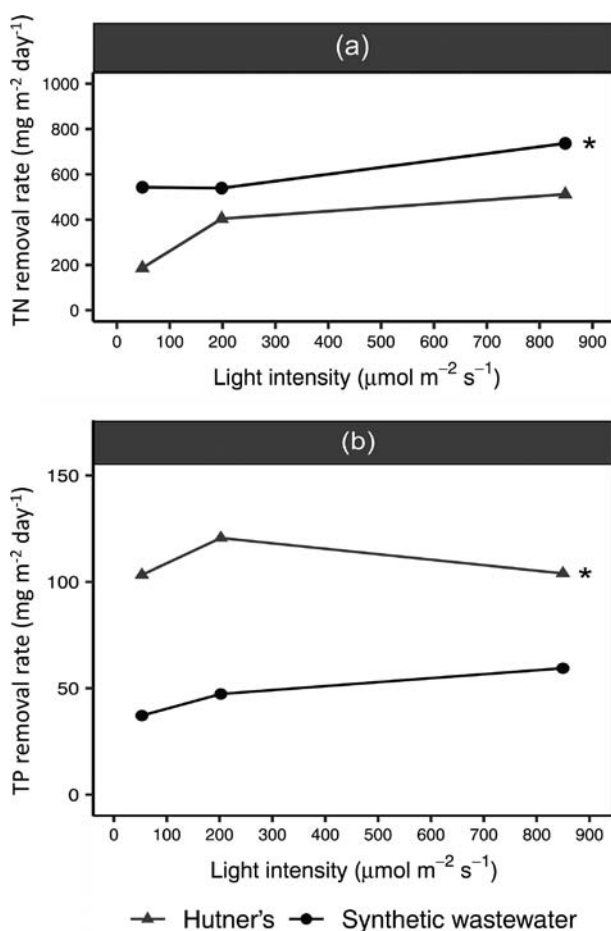 (a)
TN removal rate (mg m⁻² day⁻¹)
1000
800
600
400
200
0
*
0 100 200 300 400 500 600 700 800 900
Light intensity (μmol m⁻² s⁻¹)
(b)
TP removal rate (mg m⁻² day⁻¹)
150
100
50
0
*
0 100 200 300 400 500 600 700 800 900
Light intensity (μmol m⁻² s⁻¹)
Hutner's Synthetic wastewater